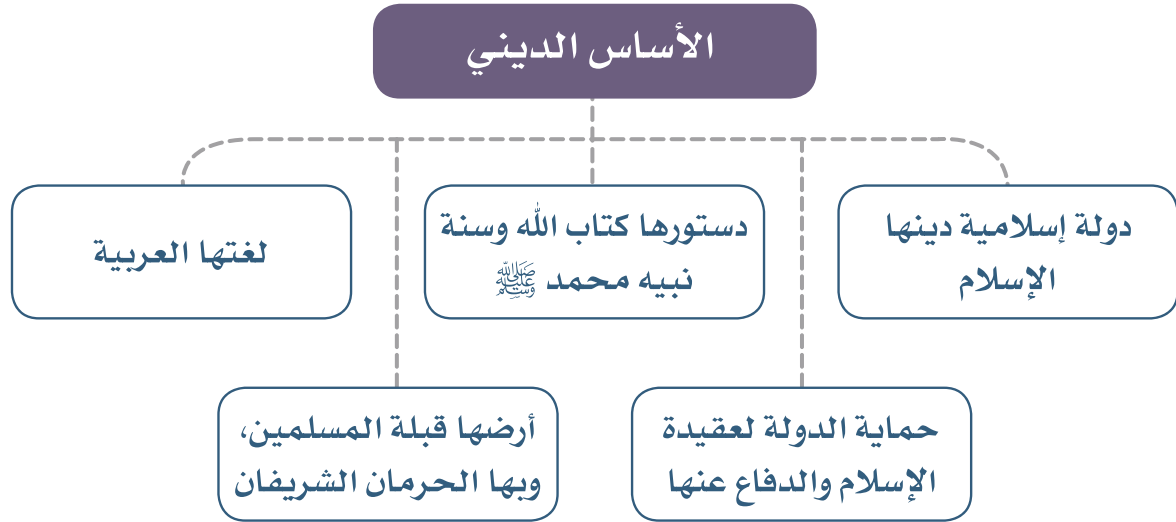 الأساس الديني
دولة إسلامية دينها
الإسلام
دستورها كتاب الله وسنة
نبيه محمد ﷺ
لغتها العربية
حماية الدولة لعقيدة
الإسلام والدفاع عنها
أرضها قبلة المسلمين،
وبها الحرمان الشريفان